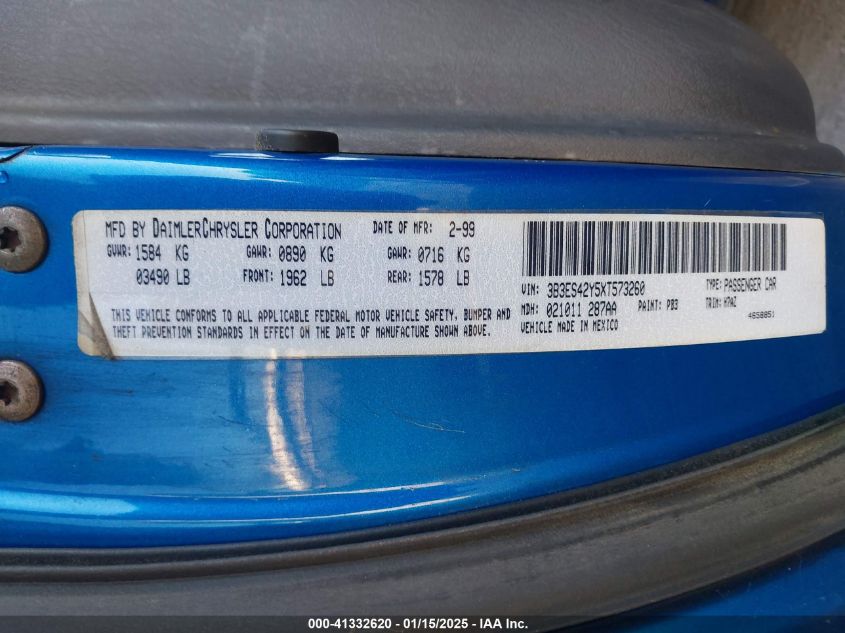 MFD BY DAIMLERCHRYSLER CORPORATION DATE OF MFR: 2-99
GVWR: 1584 KG GAWR: 0890 KG GAWR: 0716 KG
03490 LB FRONT: 1962 LB REAR: 1578 LB
THIS VEHICLE CONFORMS TO ALL APPLICABLE FEDERAL MOTOR VEHICLE SAFETY, BUMPER AND
THEFT PREVENTION STANDARDS IN EFFECT ON THE DATE OF MANUFACTURE SHOWN ABOVE.
VIN: 3B3ES42Y5XT573260 TYPE: PASSENGER CAR
MDH: 021011 287AA PAINT: PB3 TRIM: H7AZ
VEHICLE MADE IN MEXICO 4658851
000-41332620 - 01/15/2025 - IAA Inc.